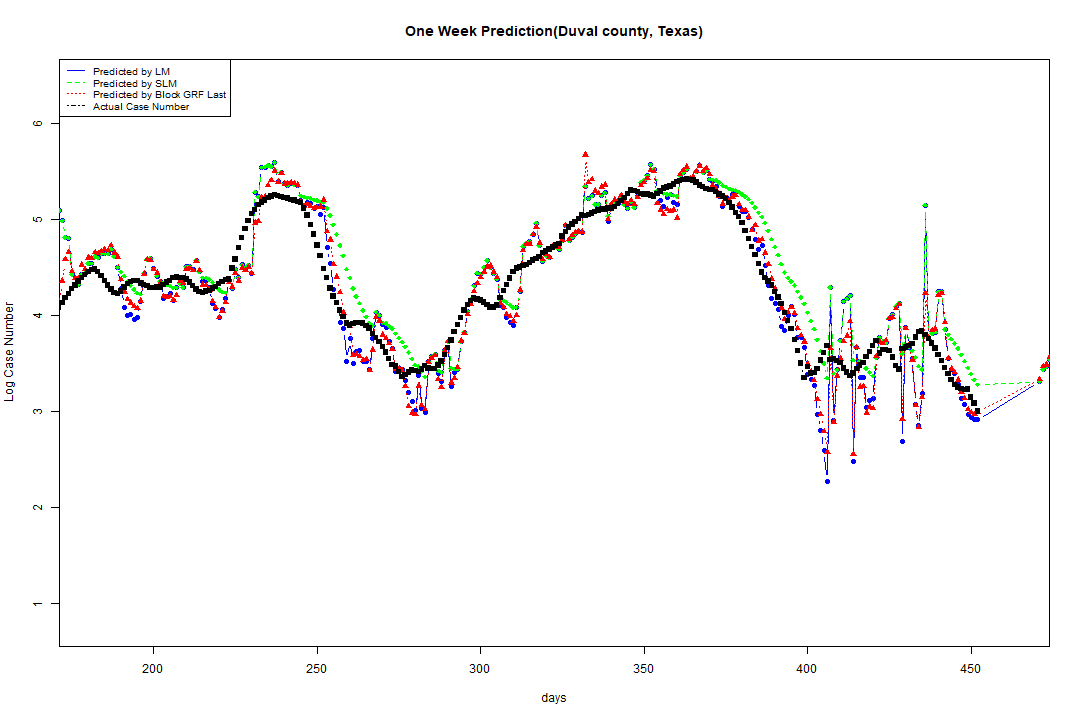 One Week Prediction(Duval county, Texas)
Predicted by LM
Predicted by SLM
Predicted by Block GRF Last
Actual Case Number
Log Case Number
6
5
4
3
2
1
200 250 300 350 400 450
days